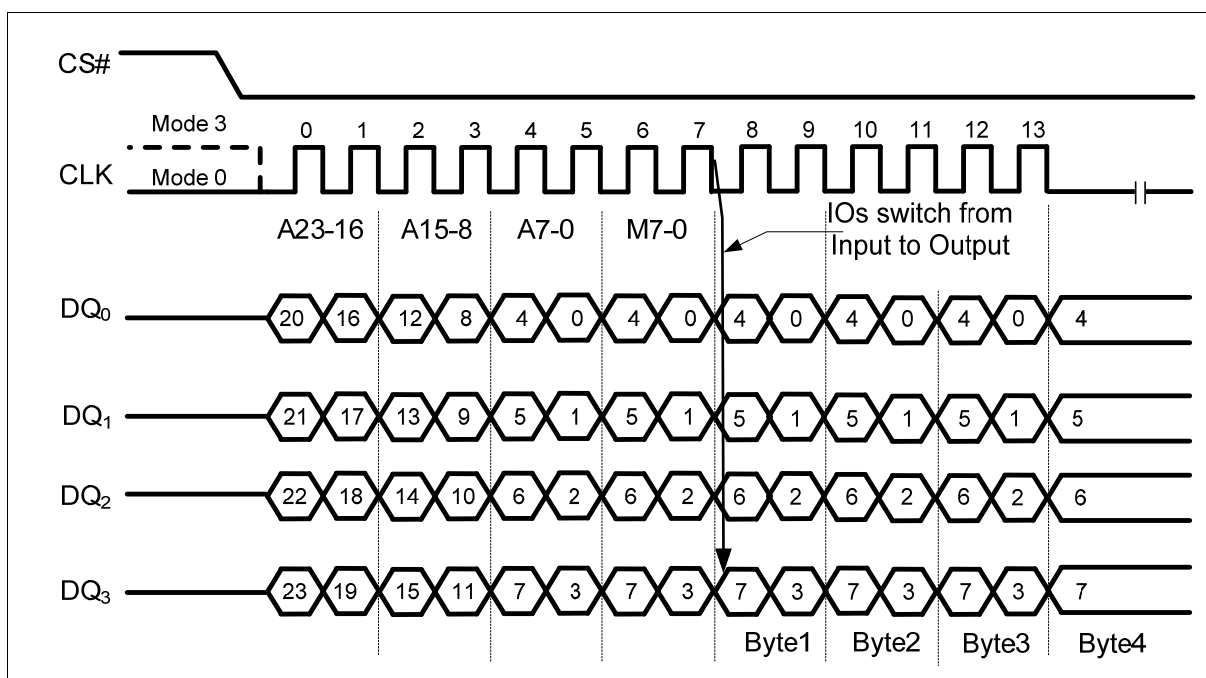 CS#
Mode 3
0 1 2 3 4 5 6 7 8 9 10 11 12 13
CLK
Mode 0
A23-16 A15-8 A7-0 M7-0
IOs switch from
Input to Output
DQ0 20 16 12 8 4 0 4 0 4 0 4 0 4 0 4
DQ1 21 17 13 9 5 1 5 1 5 1 5 1 5 1 5
DQ2 22 18 14 10 6 2 6 2 6 2 6 2 6 2 6
DQ3 23 19 15 11 7 3 7 3 7 3 7 3 7 3 7
Byte1 Byte2 Byte3 Byte4